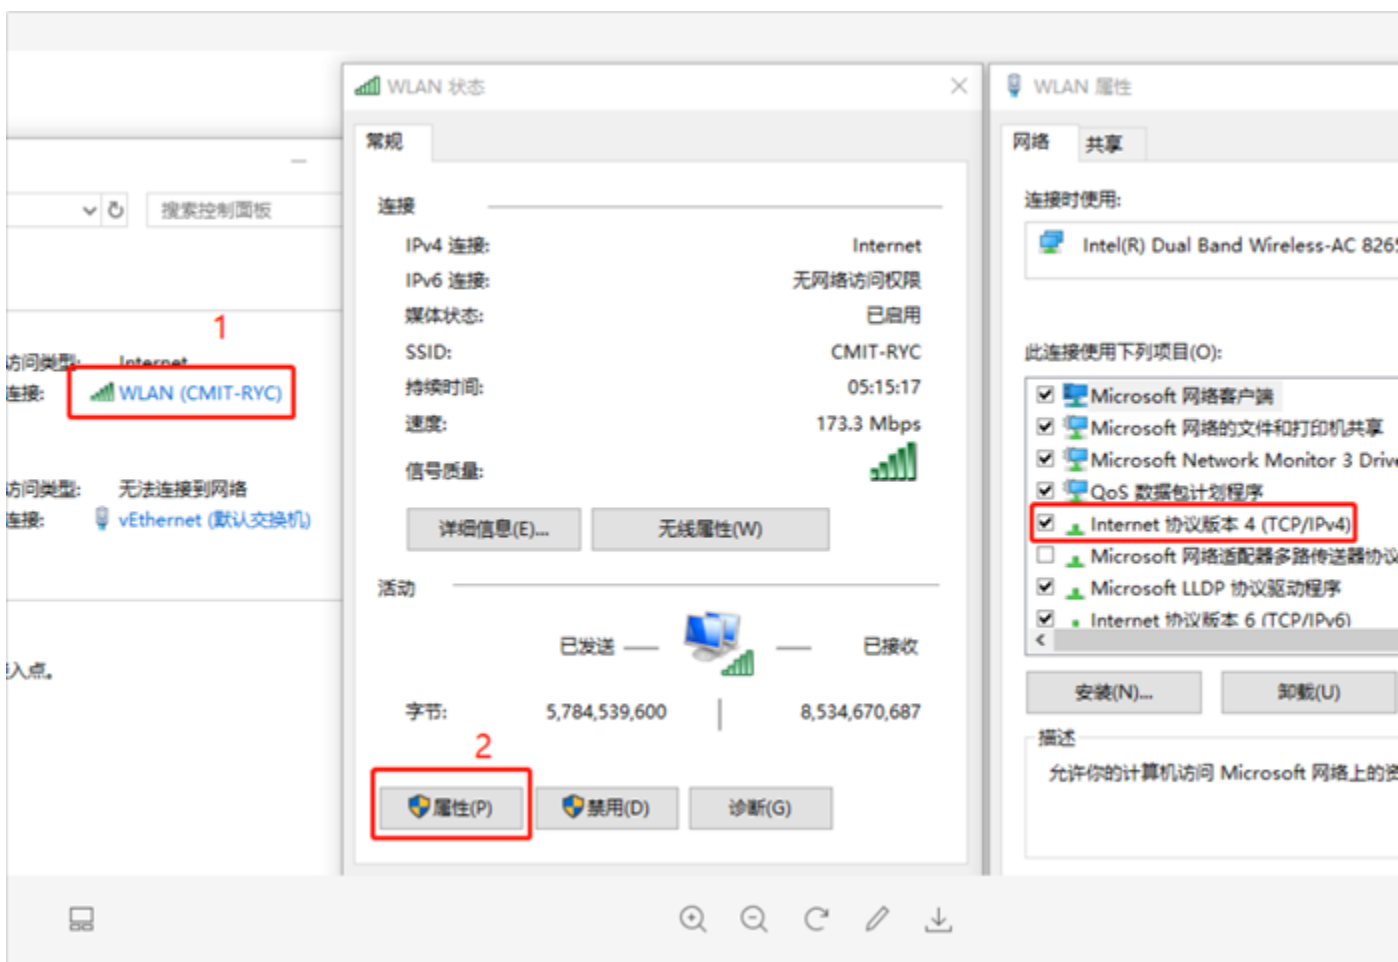 搜索控制面板
1
访问类型: Internet
连接: WLAN (CMIT-RYC)
访问类型: 无法连接到网络
连接: vEthernet (默认交换机)
入点。
WLAN 状态
常规
连接
IPv4 连接: Internet
IPv6 连接: 无网络访问权限
媒体状态: 已启用
SSID: CMIT-RYC
持续时间: 05:15:17
速度: 173.3 Mbps
信号质量:
详细信息(E)... 无线属性(W)
活动
已发送 — — 已接收
字节: 5,784,539,600 8,534,670,687
2
属性(P) 禁用(D) 诊断(G)
WLAN 属性
网络 共享
连接时使用:
Intel(R) Dual Band Wireless-AC 8265
此连接使用下列项目(O):
Microsoft 网络客户端
Microsoft 网络的文件和打印机共享
Microsoft Network Monitor 3 Drive
QoS 数据包计划程序
Internet 协议版本 4 (TCP/IPv4)
Microsoft 网络适配器多路传送器协议
Microsoft LLDP 协议驱动程序
Internet 协议版本 6 (TCP/IPv6)
安装(N)... 卸载(U)
描述
允许你的计算机访问 Microsoft 网络上的资